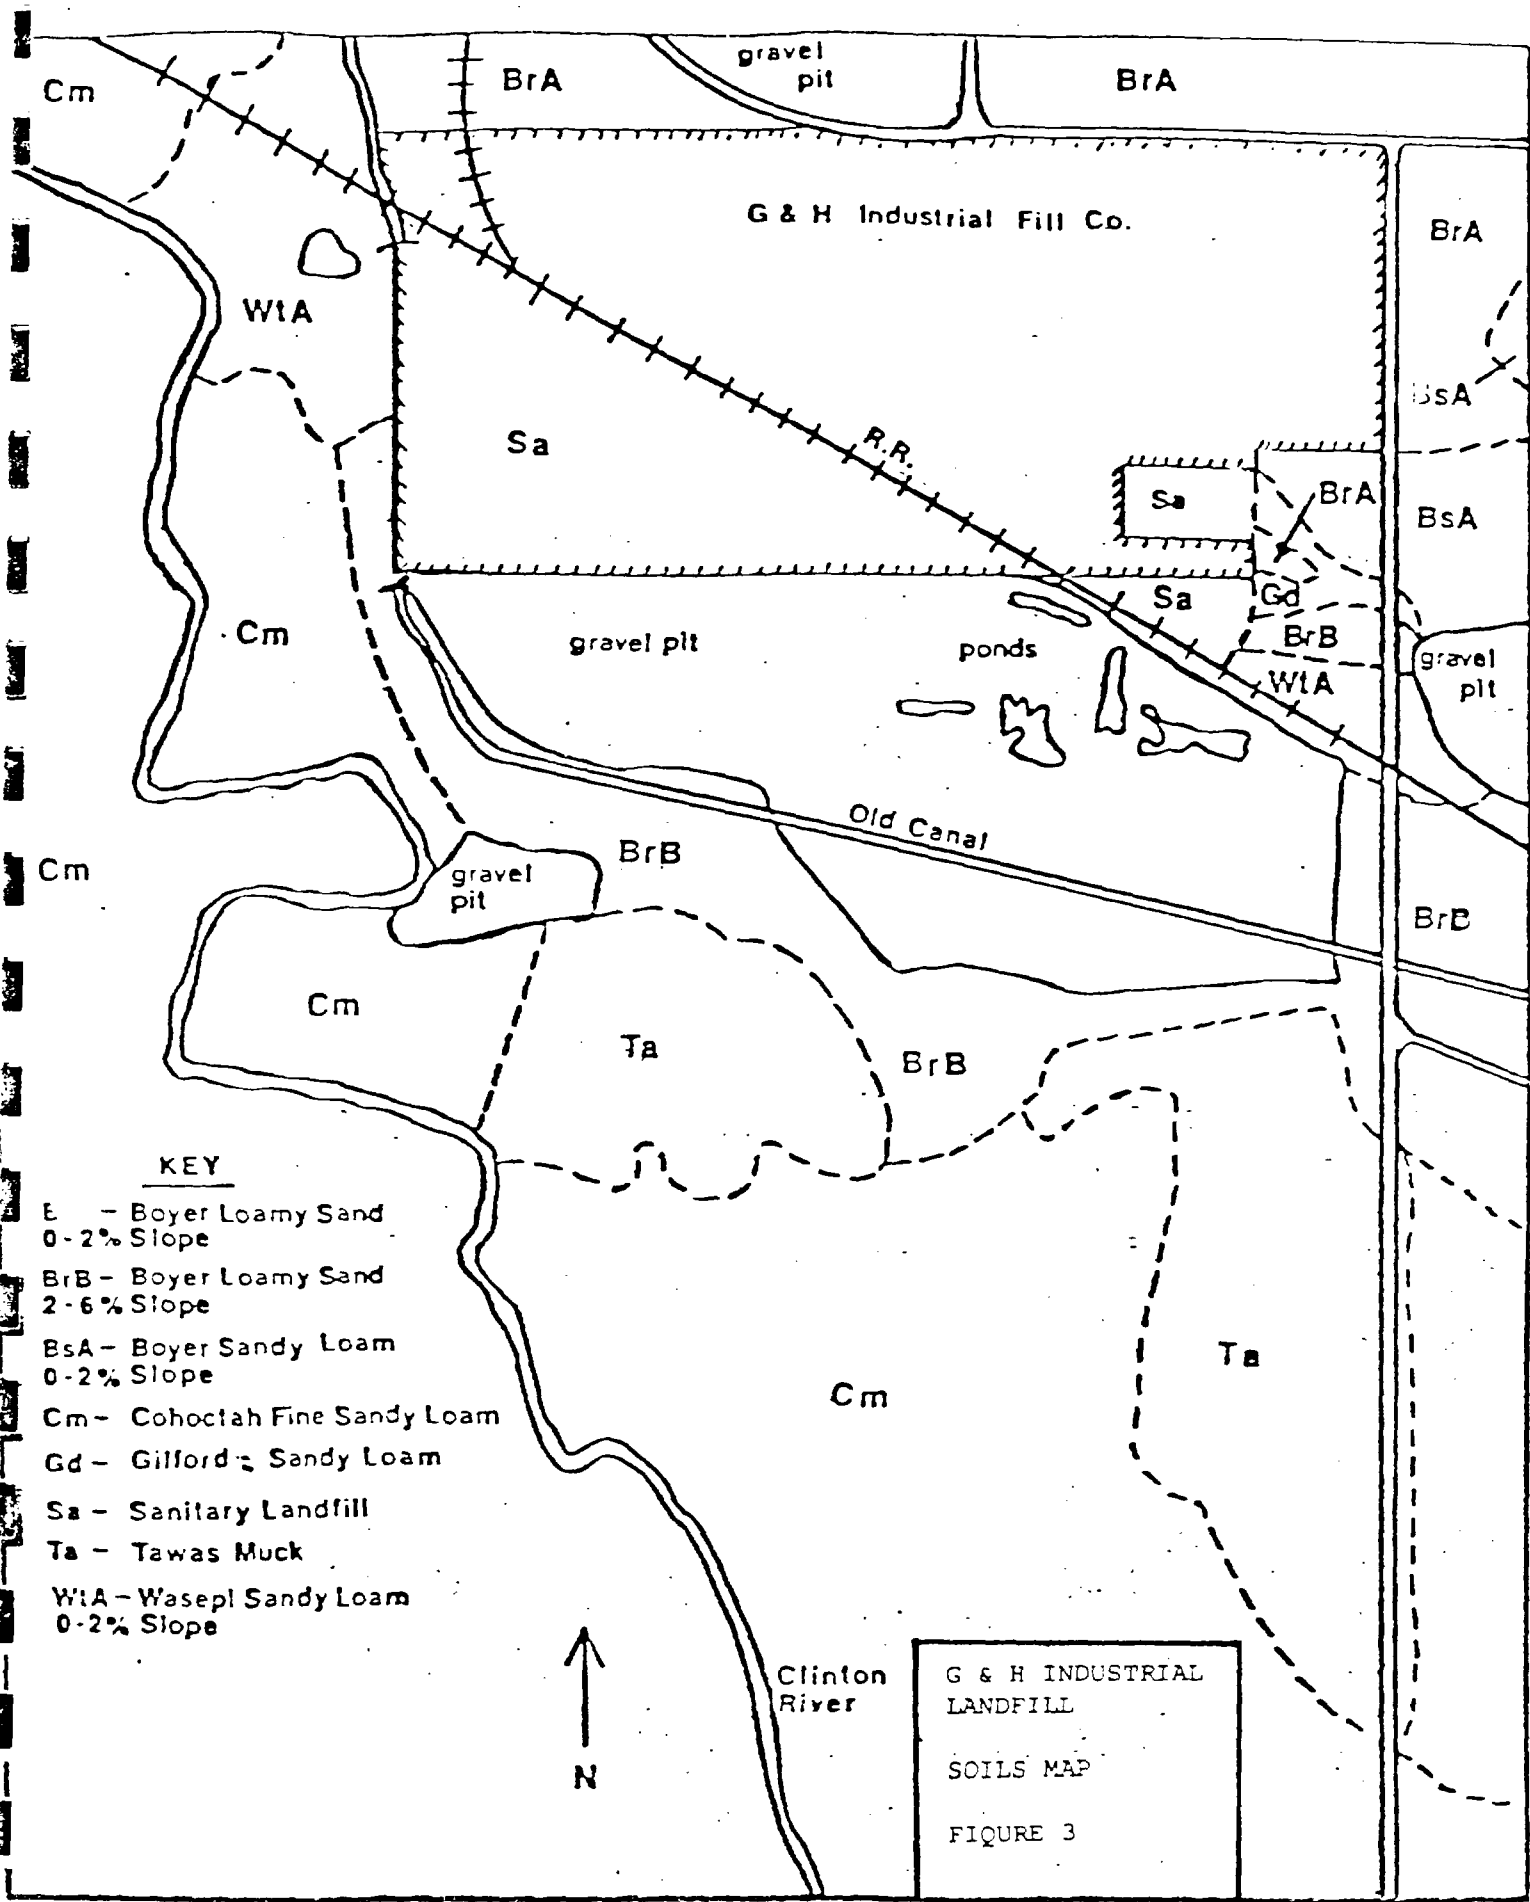 gravel
pit
Cm
BrA
BrA
G & H Industrial Fill Co.
BrA
WtA
BsA
Sa
R.R.
Sa
BrA
BsA
Sa
Gd
Cm
gravel pit
ponds
BrB
gravel
pit
WtA
Old Canal
BrB
Cm
gravel
pit
BrB
Cm
Ta
BrB
KEY
– Boyer Loamy Sand
0-2% Slope
BrB – Boyer Loamy Sand
2-6% Slope
BsA – Boyer Sandy Loam
0-2% Slope
Cm – Cohoctah Fine Sandy Loam
Gd – Gilford Sandy Loam
Sa – Sanitary Landfill
Ta – Tawas Muck
WtA – Wasepi Sandy Loam
0-2% Slope
Ta
Cm
N
Clinton
River
G & H INDUSTRIAL
LANDFILL
SOILS MAP
FIQURE 3